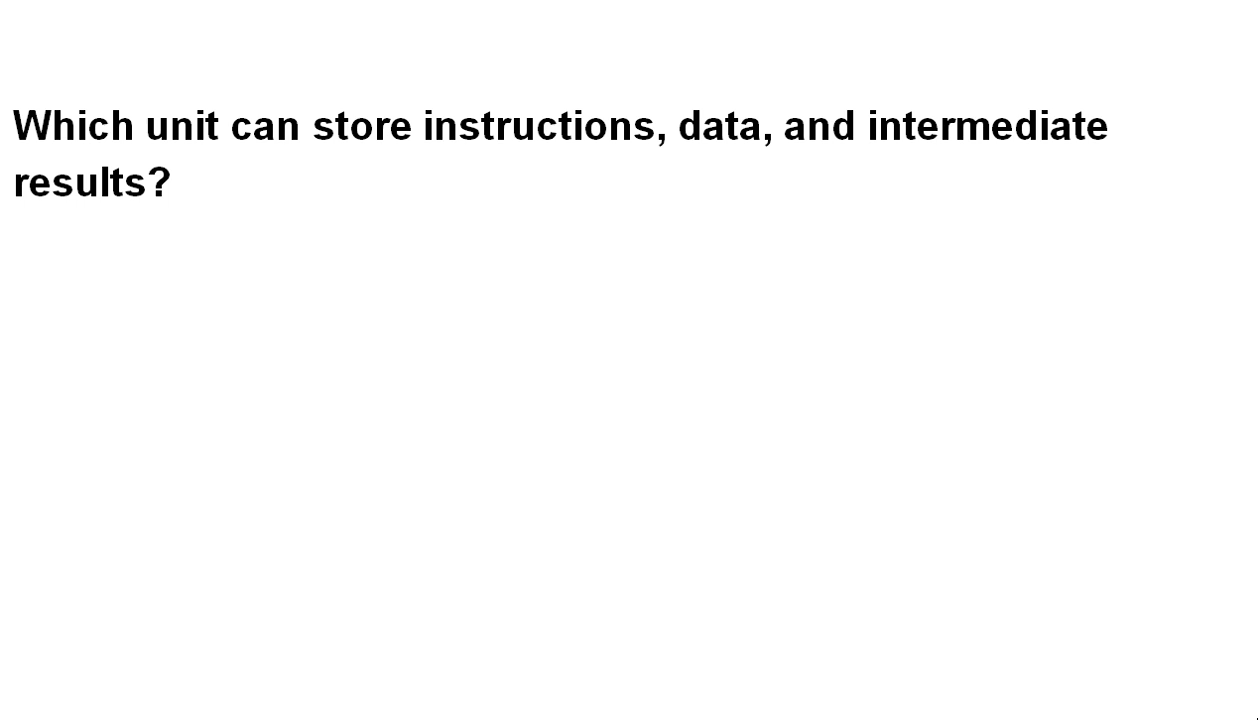 Which unit can store instructions, data, and intermediate
results?